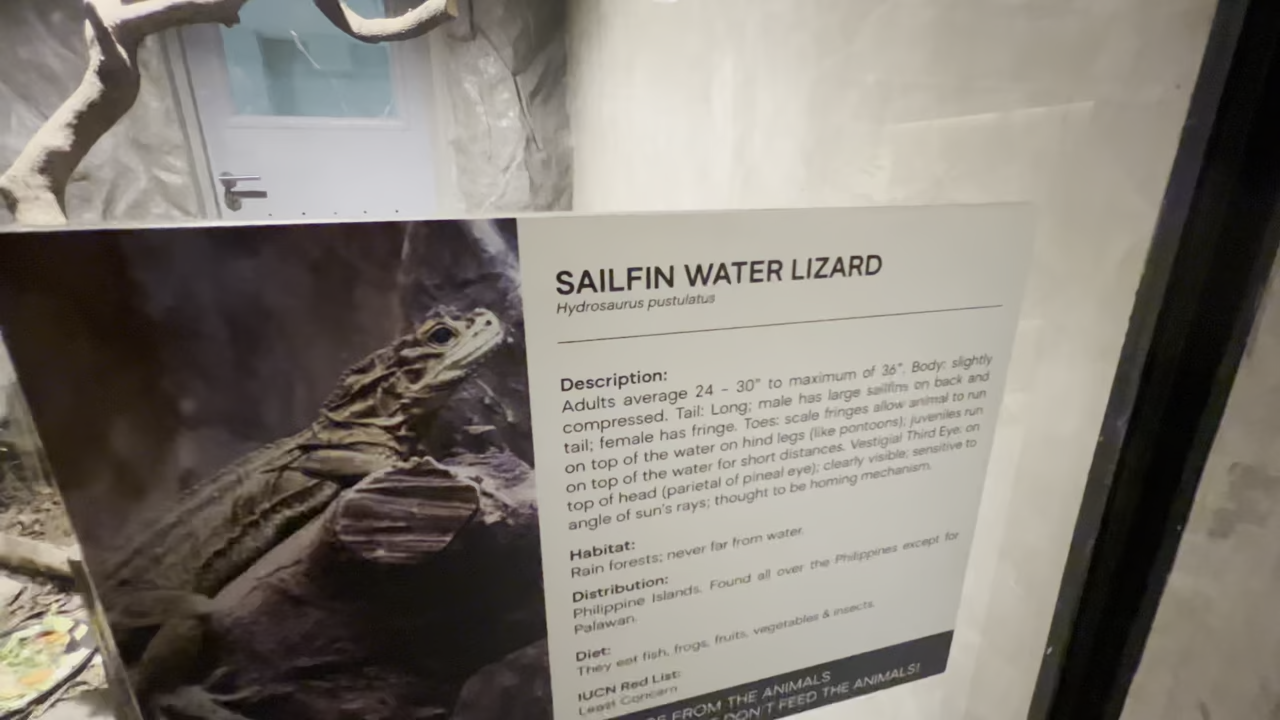 SAILFIN WATER LIZARD
Hydrosaurus pustulatus
Description:
Adults average 24 - 30" to maximum of 36". Body: slightly
compressed. Tail: Long; male has large sailfins on back and
tail; female has fringe. Toes: scale fringes allow animal to run
on top of the water on hind legs (like pontoons); juveniles run
on top of the water for short distances. Vestigial Third Eye: on
top of head (parietal of pineal eye); clearly visible; sensitive to
angle of sun's rays; thought to be homing mechanism.
Habitat:
Rain forests; never far from water.
Distribution:
Philippine Islands. Found all over the Philippines except for
Palawan.
Diet:
They eat fish, frogs, fruits, vegetables & insects.
IUCN Red List:
Least Concern
FROM THE ANIMALS
DON'T FEED THE ANIMALS!